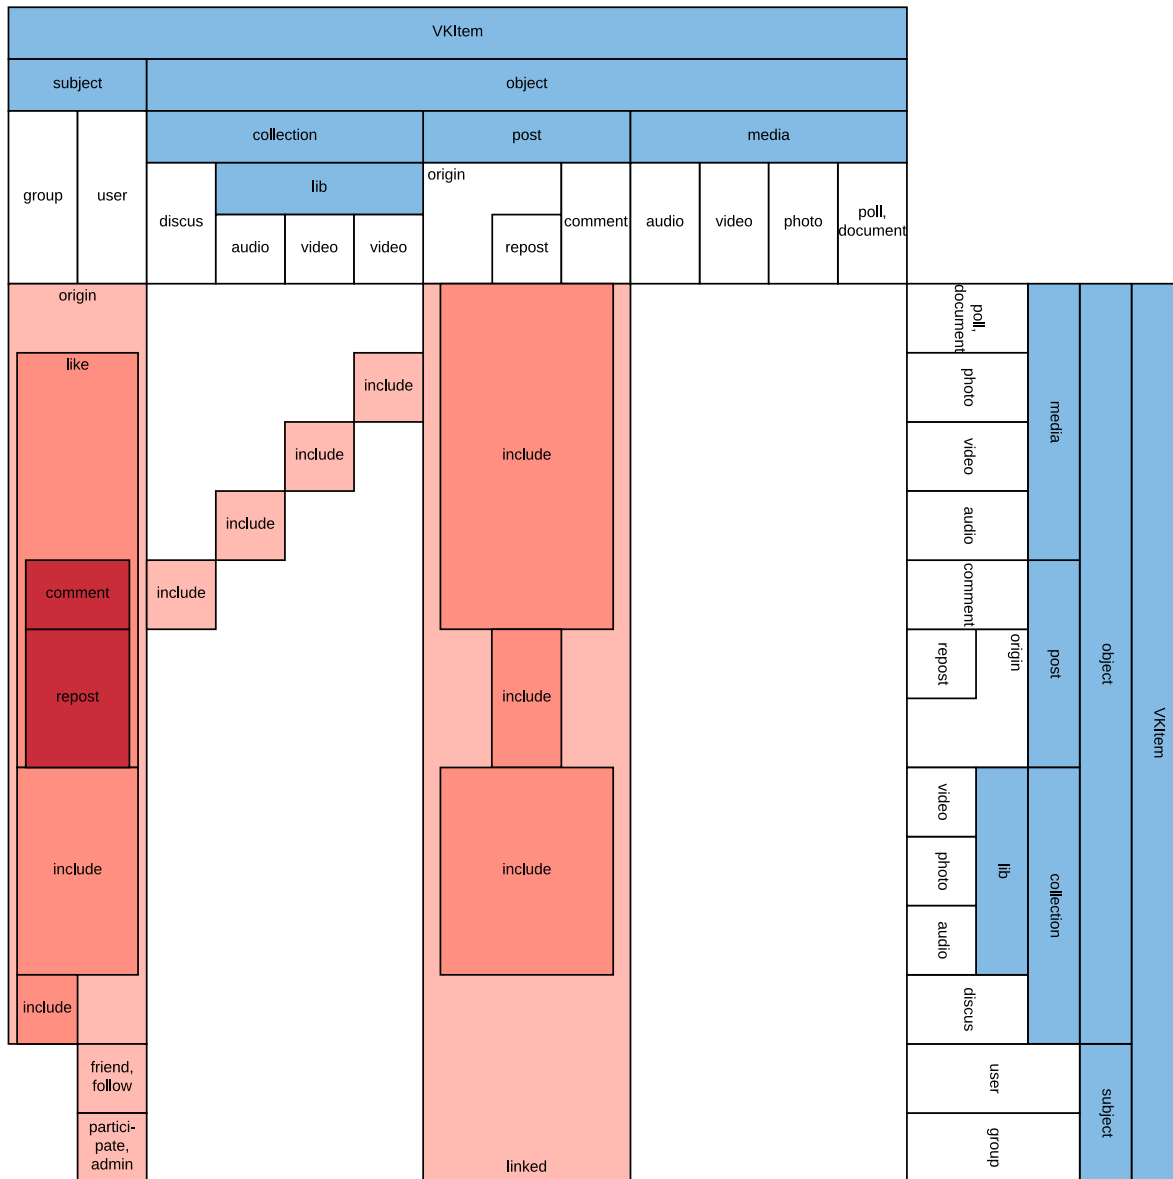 VKItem
subject
object
collection
post
media
group
user
discus
lib
origin
comment
audio
video
photo
poll,
document
audio
video
video
repost
origin
like
include
include
include
include
include
comment
repost
include
include
include
include
friend,
follow
partici-
pate,
admin
linked
poll,
document
photo
video
audio
media
comment
origin
repost
post
object
VKItem
video
photo
audio
lib
collection
discus
user
group
subject